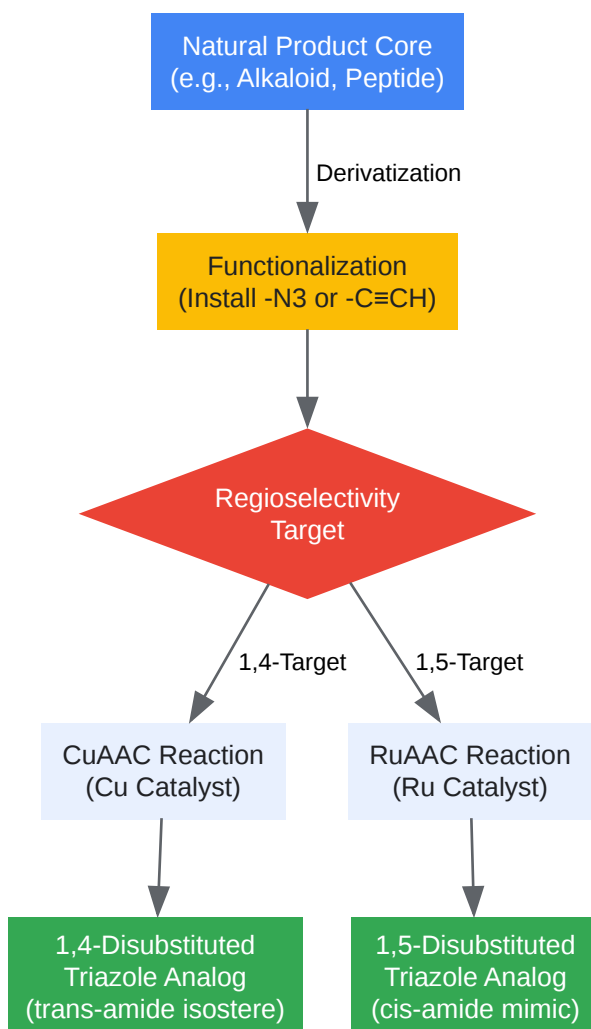 Natural Product Core
(e.g., Alkaloid, Peptide)
Derivatization
Functionalization
(Install -N3 or -C≡CH)
Regioselectivity
Target
1,4-Target
1,5-Target
CuAAC Reaction
(Cu Catalyst)
RuAAC Reaction
(Ru Catalyst)
1,4-Disubstituted
Triazole Analog
(trans-amide isostere)
1,5-Disubstituted
Triazole Analog
(cis-amide mimic)